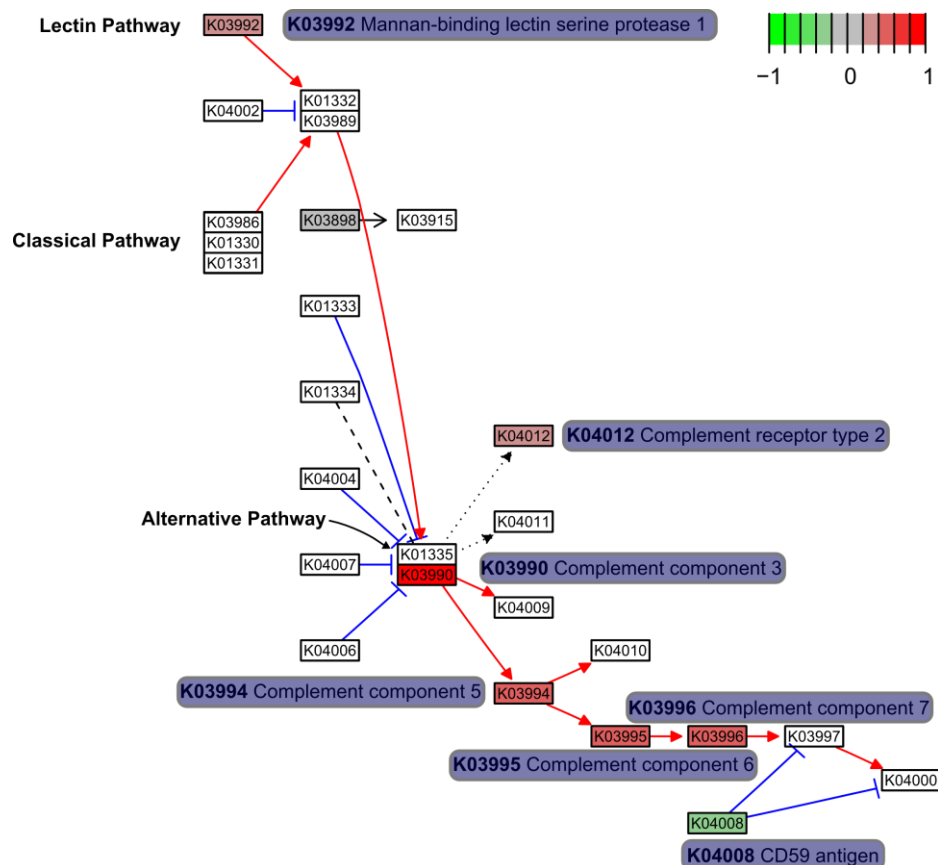 Lectin Pathway
K03992
K03992 Mannan-binding lectin serine protease 1
−1 0 1
K04002
K01332
K03989
Classical Pathway
K03986
K01330
K01331
K03898
K03915
K01333
K01334
K04012
K04012 Complement receptor type 2
K04004
Alternative Pathway
K04011
K04007
K01335
K03990
K03990 Complement component 3
K04009
K04006
K04010
K03994 Complement component 5
K03994
K03996 Complement component 7
K03995
K03996
K03997
K03995 Complement component 6
K04000
K04008
K04008 CD59 antigen